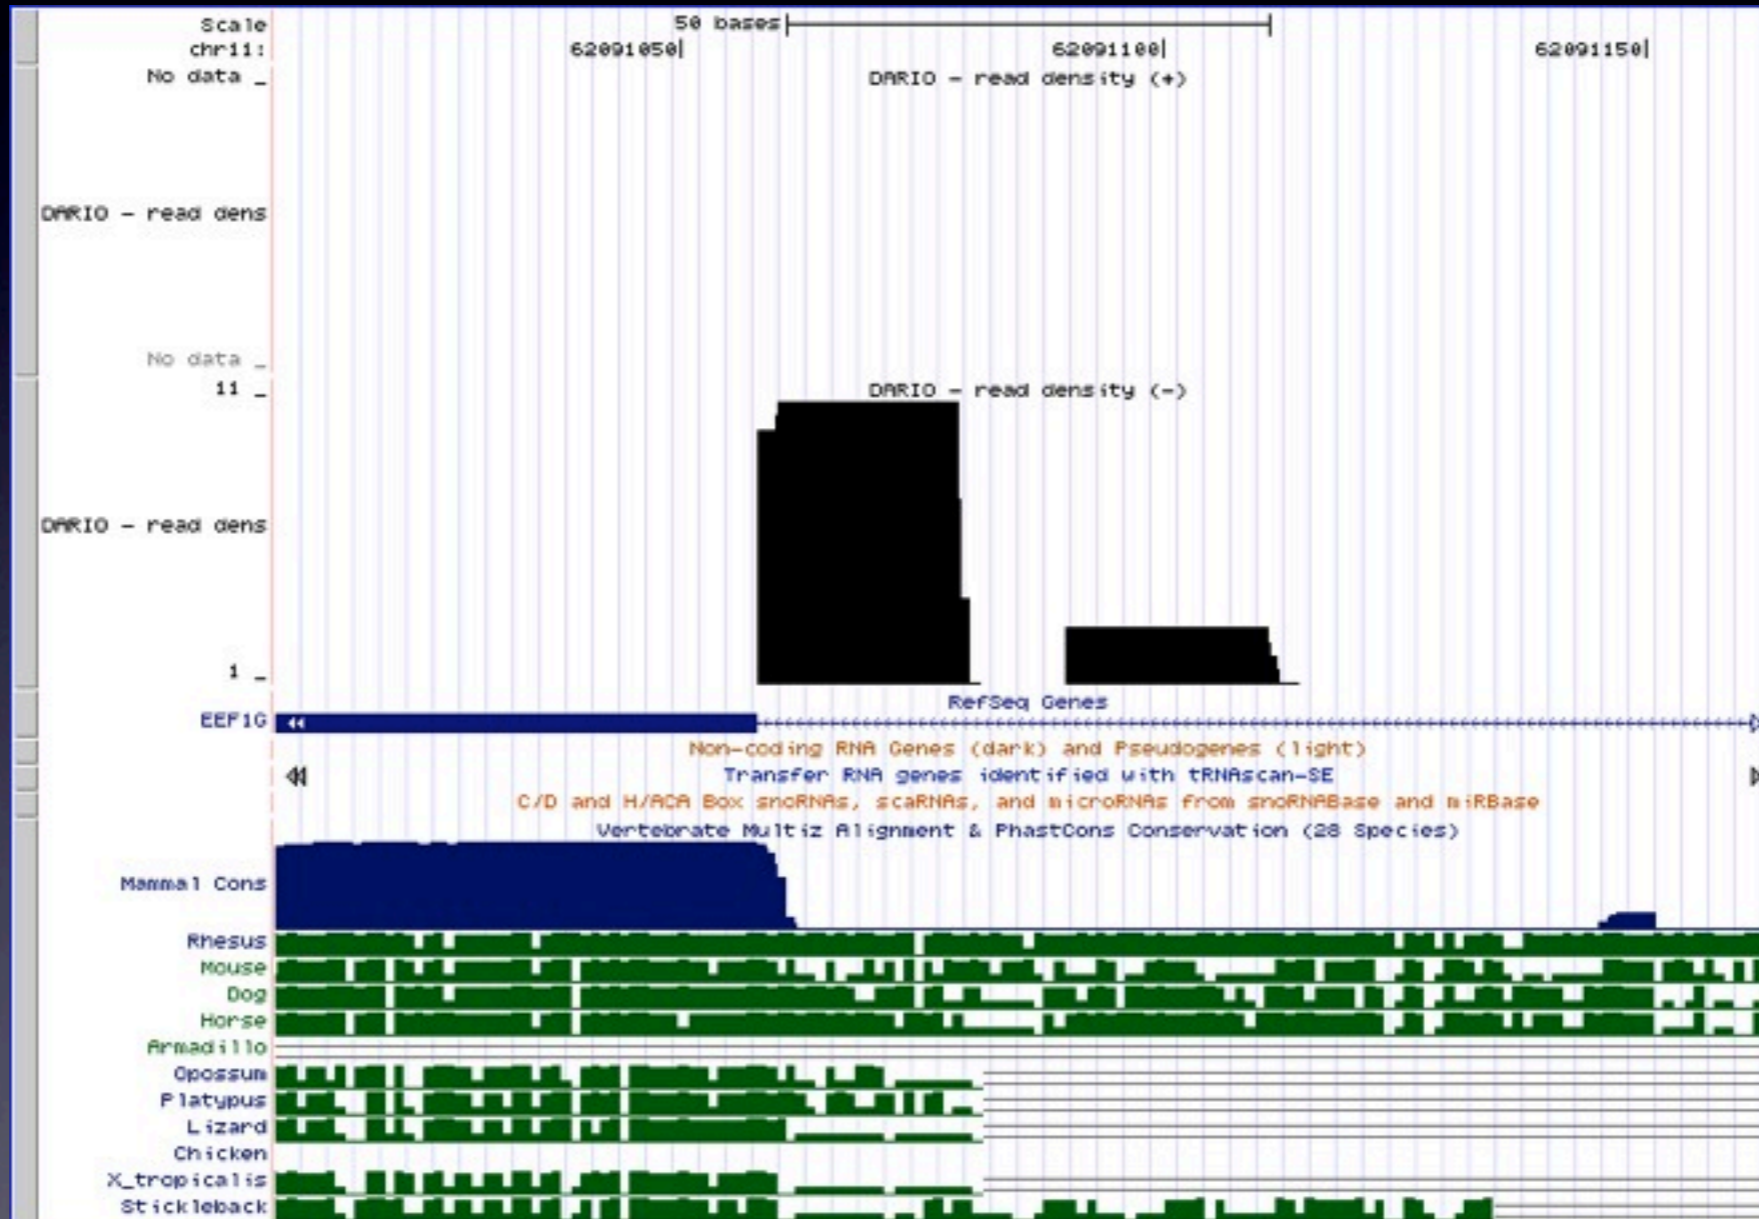 Scale 50 bases
chr11: 62091050| 62091100| 62091150|
No data _ DARIO - read density (+)
DARIO - read dens
No data _
11 _ DARIO - read density (-)
DARIO - read dens
1 _
RefSeq Genes
EEF1G
Non-coding RNA Genes (dark) and Pseudogenes (light)
Transfer RNA genes identified with tRNAscan-SE
C/D and H/ACA Box snoRNAs, scaRNAs, and microRNAs from snoRNABase and miRBase
Vertebrate Multiz Alignment & PhastCons Conservation (28 Species)
Mammal Cons
Rhesus
Mouse
Dog
Horse
Armadillo
Opossum
Platypus
Lizard
Chicken
X_tropicalis
Stickleback